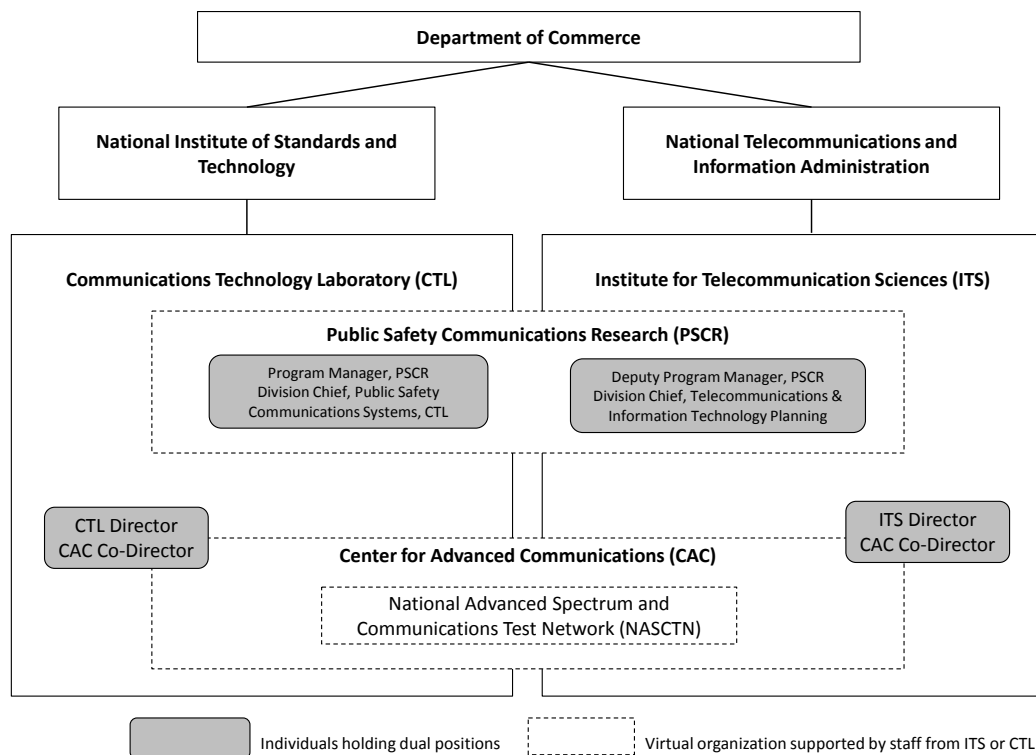 Department of Commerce
National Institute of Standards and
Technology
National Telecommunications and
Information Administration
Communications Technology Laboratory (CTL)
Institute for Telecommunication Sciences (ITS)
Public Safety Communications Research (PSCR)
Program Manager, PSCR
Division Chief, Public Safety
Communications Systems, CTL
Deputy Program Manager, PSCR
Division Chief, Telecommunications &
Information Technology Planning
CTL Director
CAC Co-Director
ITS Director
CAC Co-Director
Center for Advanced Communications (CAC)
National Advanced Spectrum and
Communications Test Network (NASCTN)
Individuals holding dual positions
Virtual organization supported by staff from ITS or CTL